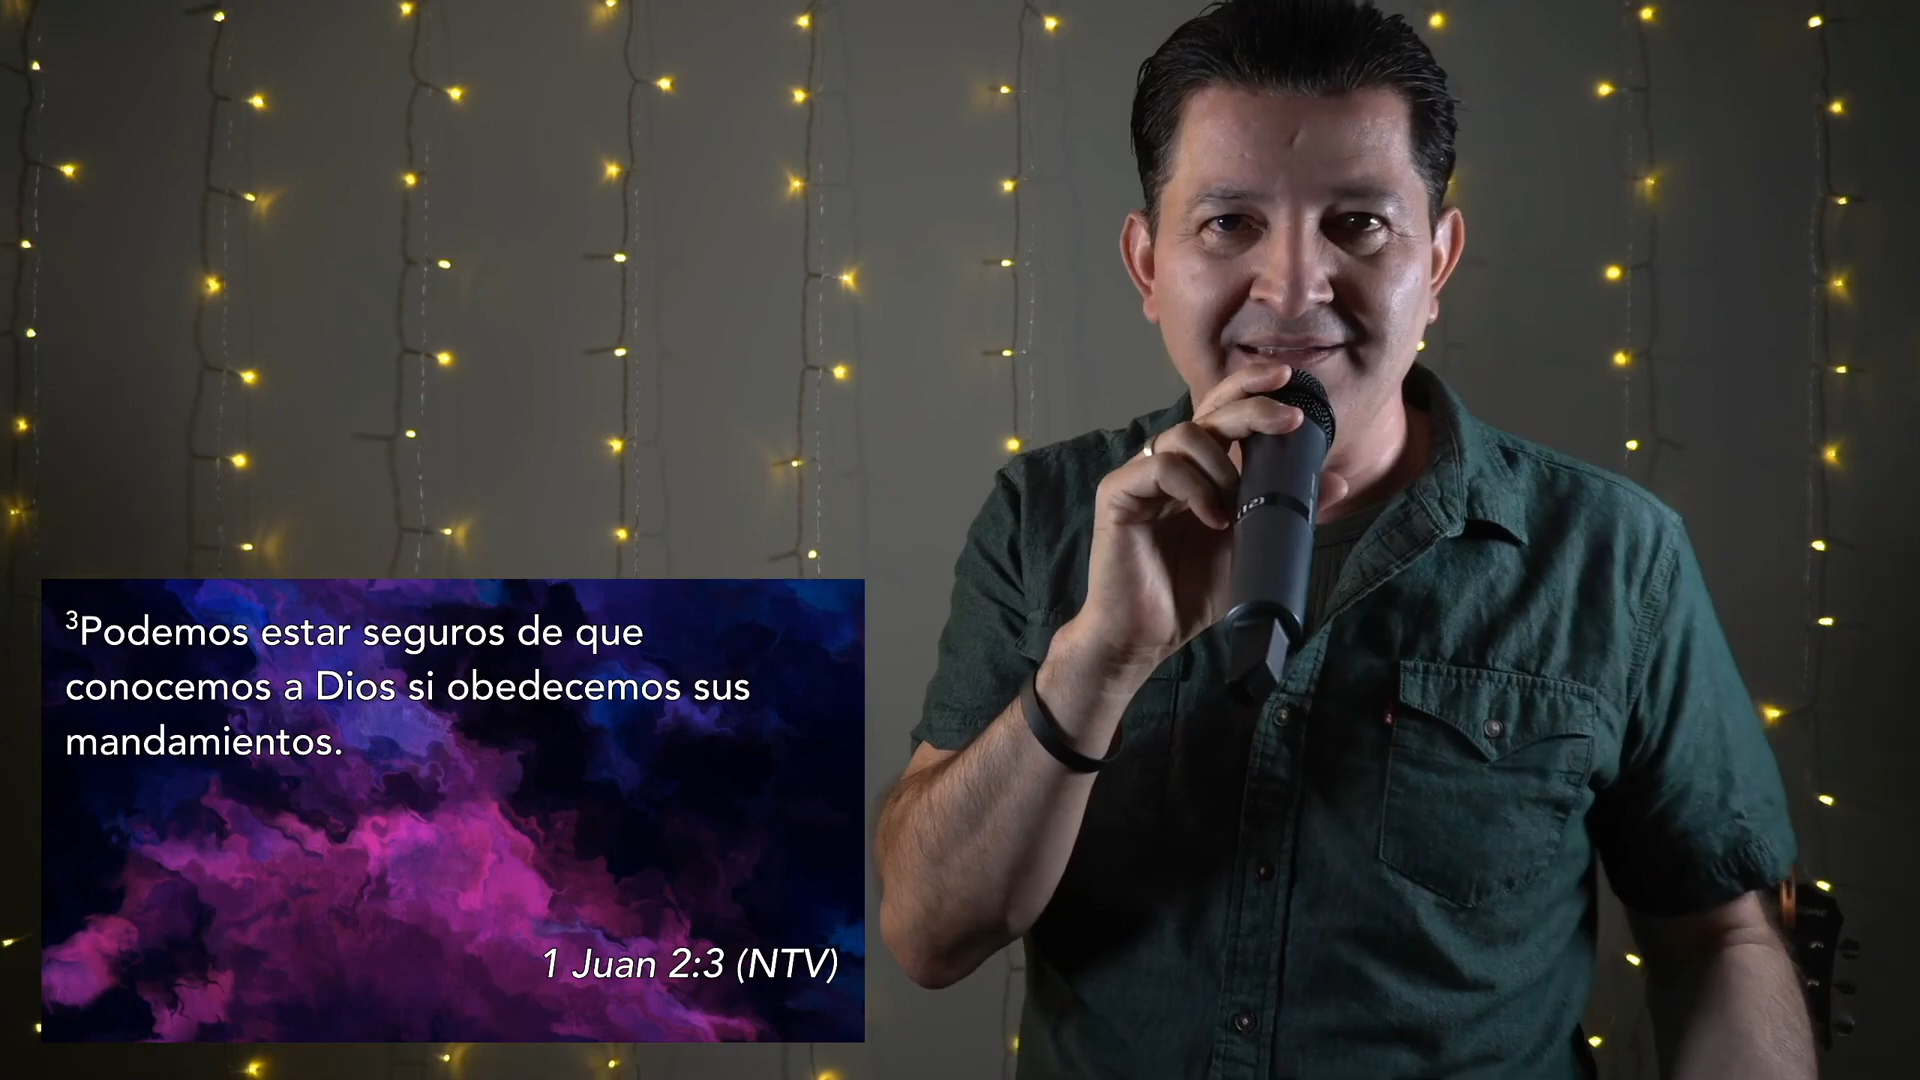 ³Podemos estar seguros de que
conocemos a Dios si obedecemos sus
mandamientos.
1 Juan 2:3 (NTV)